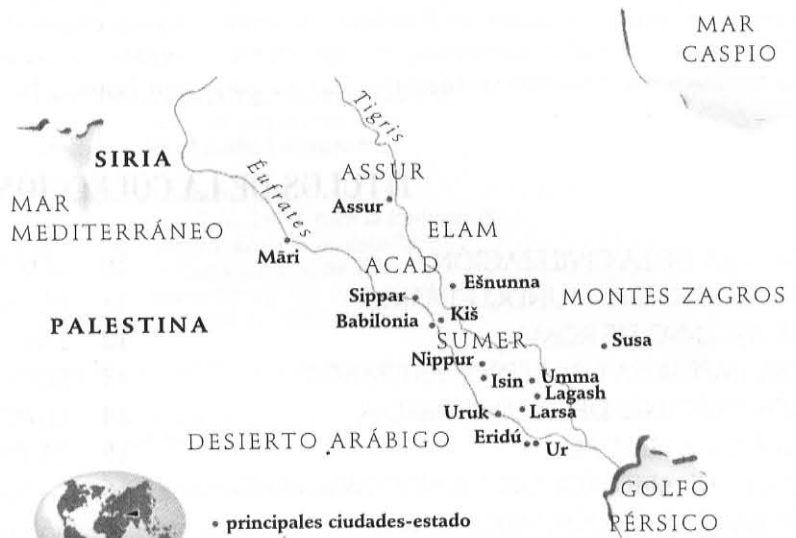 MAR
CASPIO
Tigris
SIRIA
Éufrates
ASSUR
Assur
MAR
MEDITERRÁNEO
ELAM
Māri
ACAD
Ešnunna
Sippar
MONTES ZAGROS
PALESTINA
Babilonia
Kiš
SUMER
Susa
Nippur
Isin
Umma
Lagash
Uruk
Larsa
DESIERTO ARÁBIGO
Eridú
Ur
GOLFO
PÉRSICO
• principales ciudades-estado